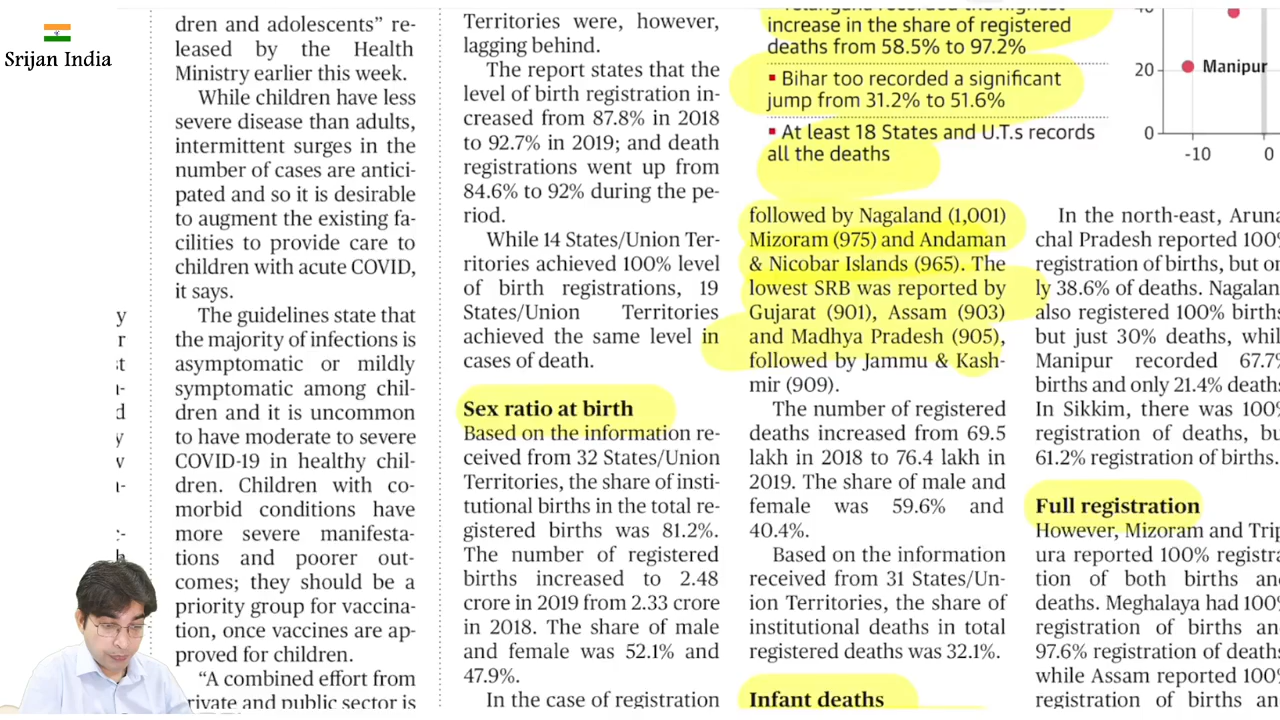 Srijan India
y
r
st
-
d
y
v
-
dren and adolescents” re-
leased by the Health
Ministry earlier this week.
While children have less
severe disease than adults,
intermittent surges in the
number of cases are antici-
pated and so it is desirable
to augment the existing fa-
cilities to provide care to
children with acute COVID,
it says.
The guidelines state that
the majority of infections is
asymptomatic or mildly
symptomatic among chil-
dren and it is uncommon
to have moderate to severe
COVID-19 in healthy chil-
dren. Children with co-
morbid conditions have
more severe manifesta-
tions and poorer out-
comes; they should be a
priority group for vaccina-
tion, once vaccines are ap-
proved for children.
“A combined effort from
private and public sector is
Territories were, however,
lagging behind.
The report states that the
level of birth registration in-
creased from 87.8% in 2018
to 92.7% in 2019; and death
registrations went up from
84.6% to 92% during the pe-
riod.
While 14 States/Union Ter-
ritories achieved 100% level
of birth registrations, 19
States/Union Territories
achieved the same level in
cases of death.
Sex ratio at birth
Based on the information re-
ceived from 32 States/Union
Territories, the share of insti-
tutional births in the total re-
gistered births was 81.2%.
The number of registered
births increased to 2.48
crore in 2019 from 2.33 crore
in 2018. The share of male
and female was 52.1% and
47.9%.
In the case of registration
Telangana recorded the highest
increase in the share of registered
deaths from 58.5% to 97.2%
▪ Bihar too recorded a significant
jump from 31.2% to 51.6%
▪ At least 18 States and U.T.s records
all the deaths
40
20
0
Manipur
-10
0
followed by Nagaland (1,001)
Mizoram (975) and Andaman
& Nicobar Islands (965). The
lowest SRB was reported by
Gujarat (901), Assam (903)
and Madhya Pradesh (905),
followed by Jammu & Kash-
mir (909).
The number of registered
deaths increased from 69.5
lakh in 2018 to 76.4 lakh in
2019. The share of male and
female was 59.6% and
40.4%.
Based on the information
received from 31 States/Un-
ion Territories, the share of
institutional deaths in total
registered deaths was 32.1%.
Infant deaths
In the north-east, Aruna
chal Pradesh reported 100%
registration of births, but on
ly 38.6% of deaths. Nagalan
also registered 100% births
but just 30% deaths, while
Manipur recorded 67.7%
births and only 21.4% deaths
In Sikkim, there was 100%
registration of deaths, bu
61.2% registration of births.
Full registration
However, Mizoram and Trip
ura reported 100% registra
tion of both births and
deaths. Meghalaya had 100%
registration of births an
97.6% registration of deaths
while Assam reported 100%
registration of births an